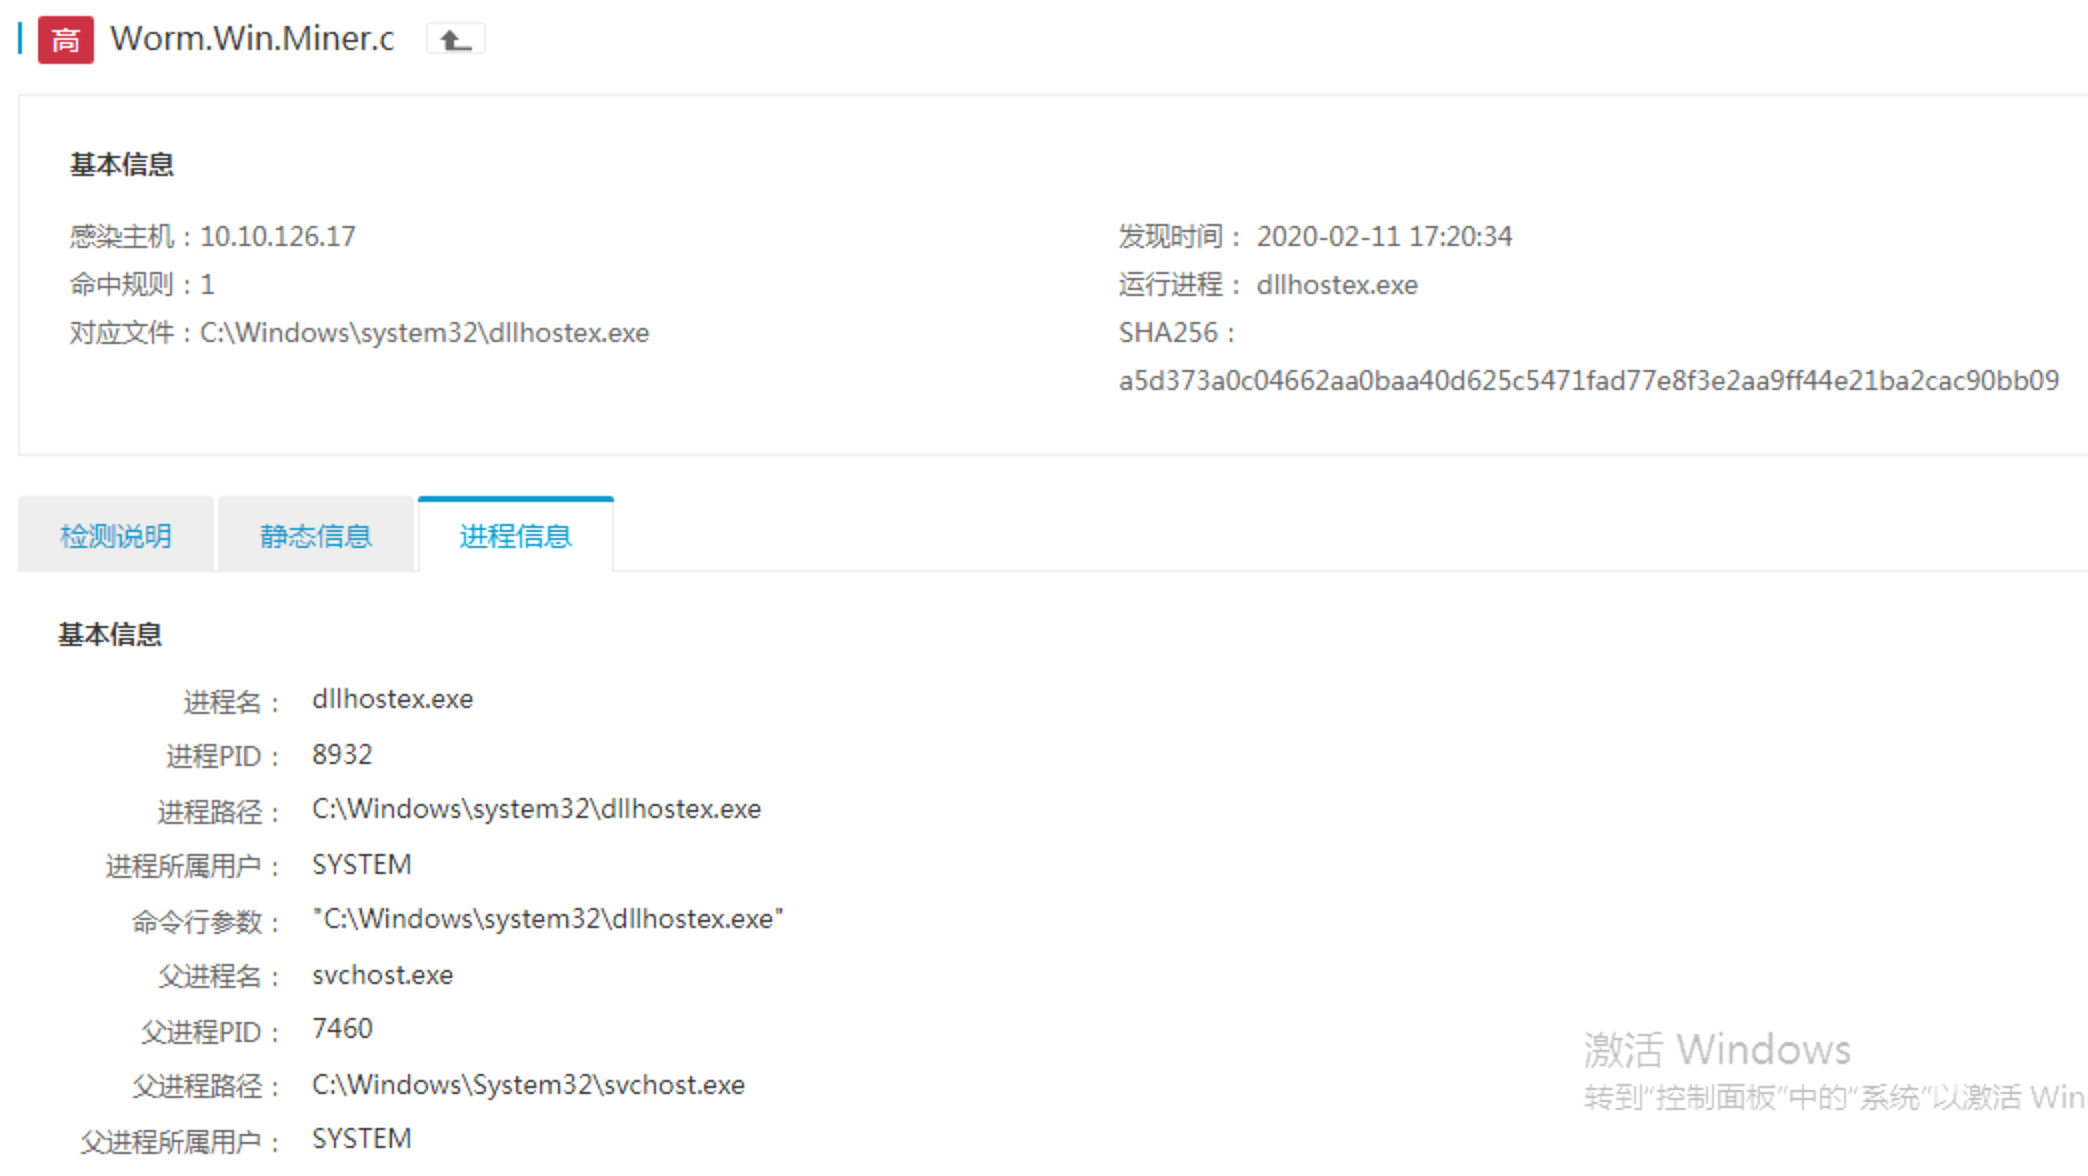 高 Worm.Win.Miner.c
基本信息
感染主机：10.10.126.17
发现时间： 2020-02-11 17:20:34
命中规则：1
运行进程： dllhostex.exe
对应文件：C:\Windows\system32\dllhostex.exe
SHA256：
a5d373a0c04662aa0baa40d625c5471fad77e8f3e2aa9ff44e21ba2cac90bb09
检测说明 静态信息 进程信息
基本信息
进程名： dllhostex.exe
进程PID： 8932
进程路径： C:\Windows\system32\dllhostex.exe
进程所属用户： SYSTEM
命令行参数： "C:\Windows\system32\dllhostex.exe"
父进程名： svchost.exe
父进程PID： 7460
父进程路径： C:\Windows\System32\svchost.exe
父进程所属用户： SYSTEM
激活 Windows
转到"控制面板"中的"系统"以激活 Win